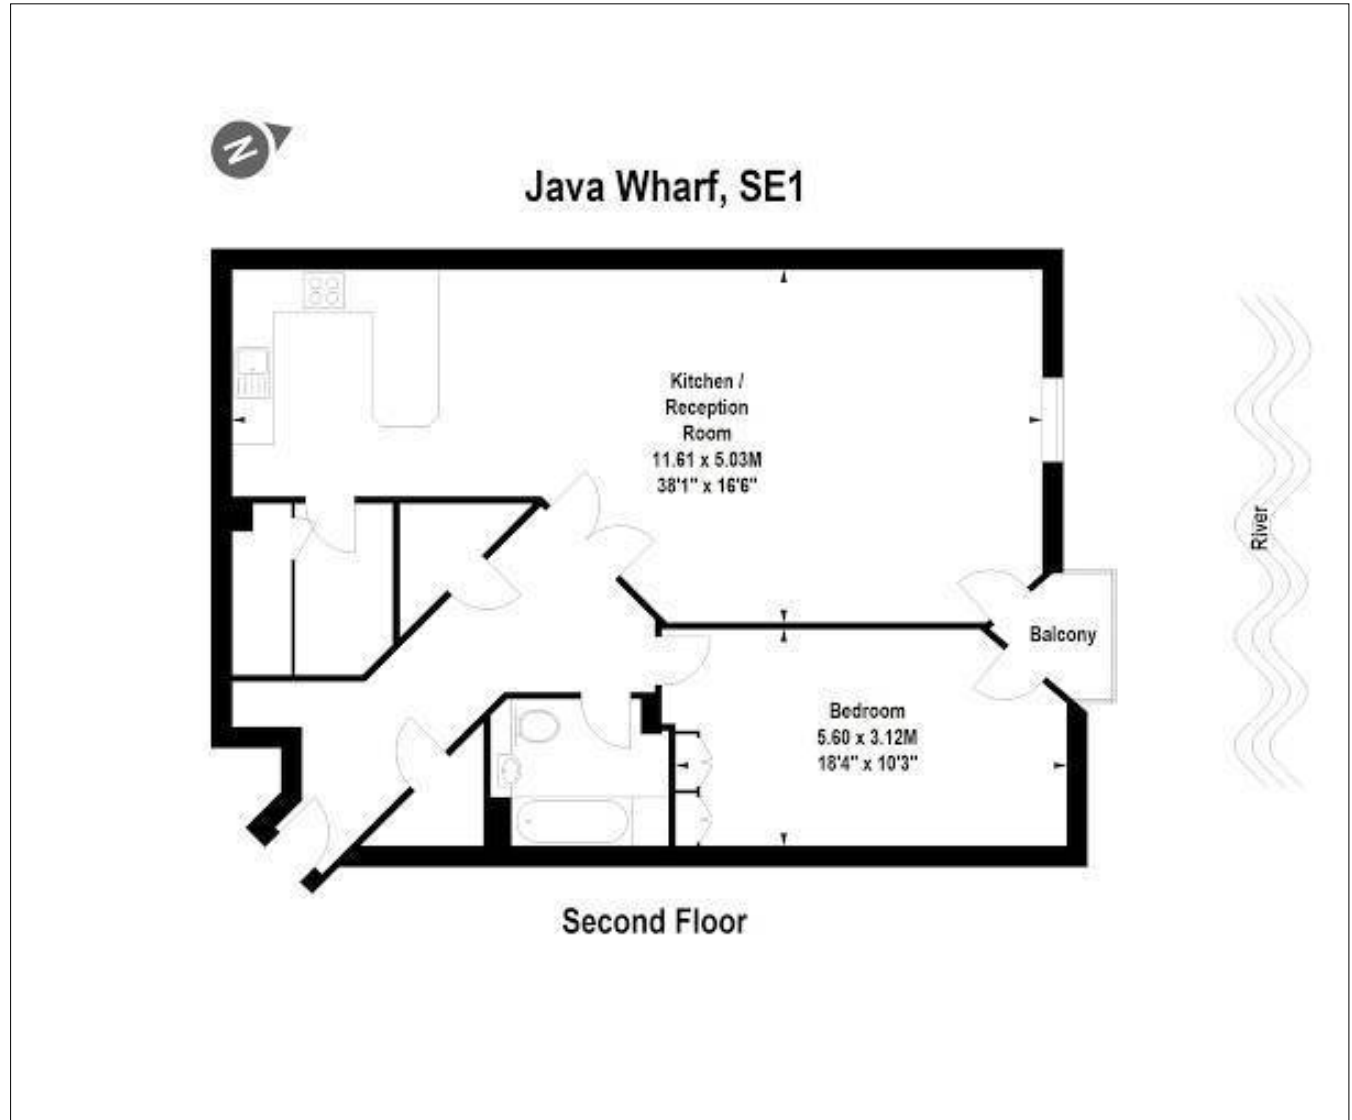 N
Java Wharf, SE1
Kitchen /
Reception
Room
11.61 x 5.03M
38'1" x 16'6"
River
Balcony
Bedroom
5.60 x 3.12M
18'4" x 10'3"
Second Floor